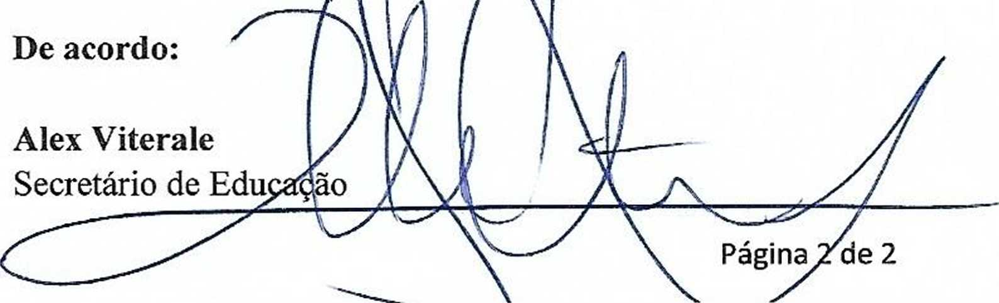 De acordo:
Alex Viterale
Secretário de Educação
Página 2 de 2